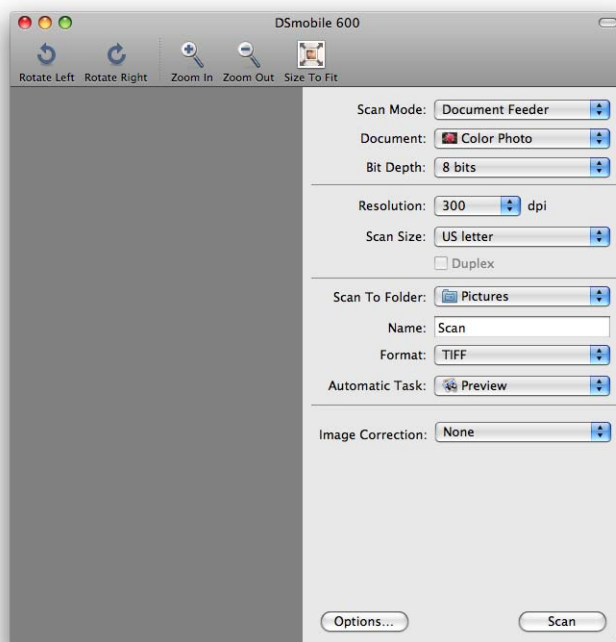 DSmobile 600
Rotate Left Rotate Right Zoom In Zoom Out Size To Fit
Scan Mode: Document Feeder
Document: Color Photo
Bit Depth: 8 bits
Resolution: 300 dpi
Scan Size: US letter
Duplex
Scan To Folder: Pictures
Name: Scan
Format: TIFF
Automatic Task: Preview
Image Correction: None
Options... Scan